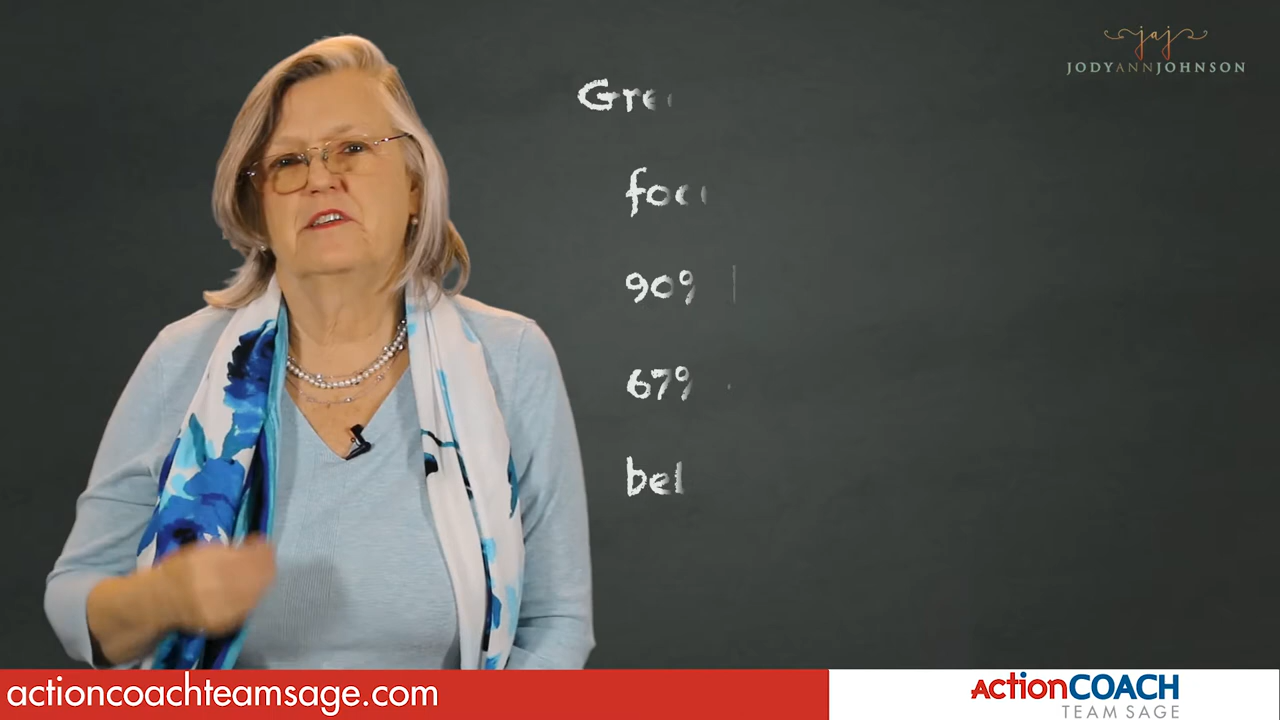 jaj
JODYANNJOHNSON
Gre
foc
90%
67%
bel
actioncoachteamsage.com
ActionCOACH
TEAM SAGE